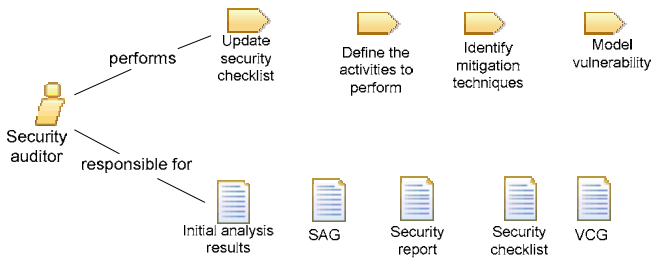 performs
Update
security
checklist
Define the
activities to
perform
Identify
mitigation
techniques
Model
vulnerability
Security
auditor
responsible for
Initial analysis
results
SAG
Security
report
Security
checklist
VCG